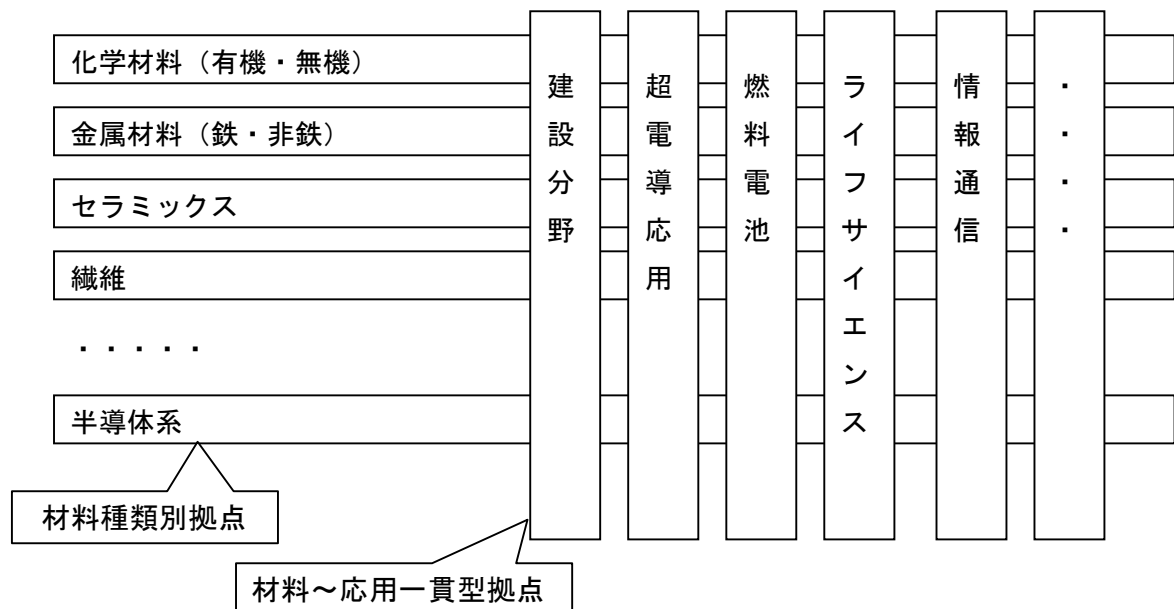 化学材料（有機・無機）
金属材料（鉄・非鉄）
セラミックス
繊維
・・・・・
半導体系
建設分野
超電導応用
燃料電池
ライフサイエンス
情報通信
・・・・
材料種類別拠点
材料～応用一貫型拠点